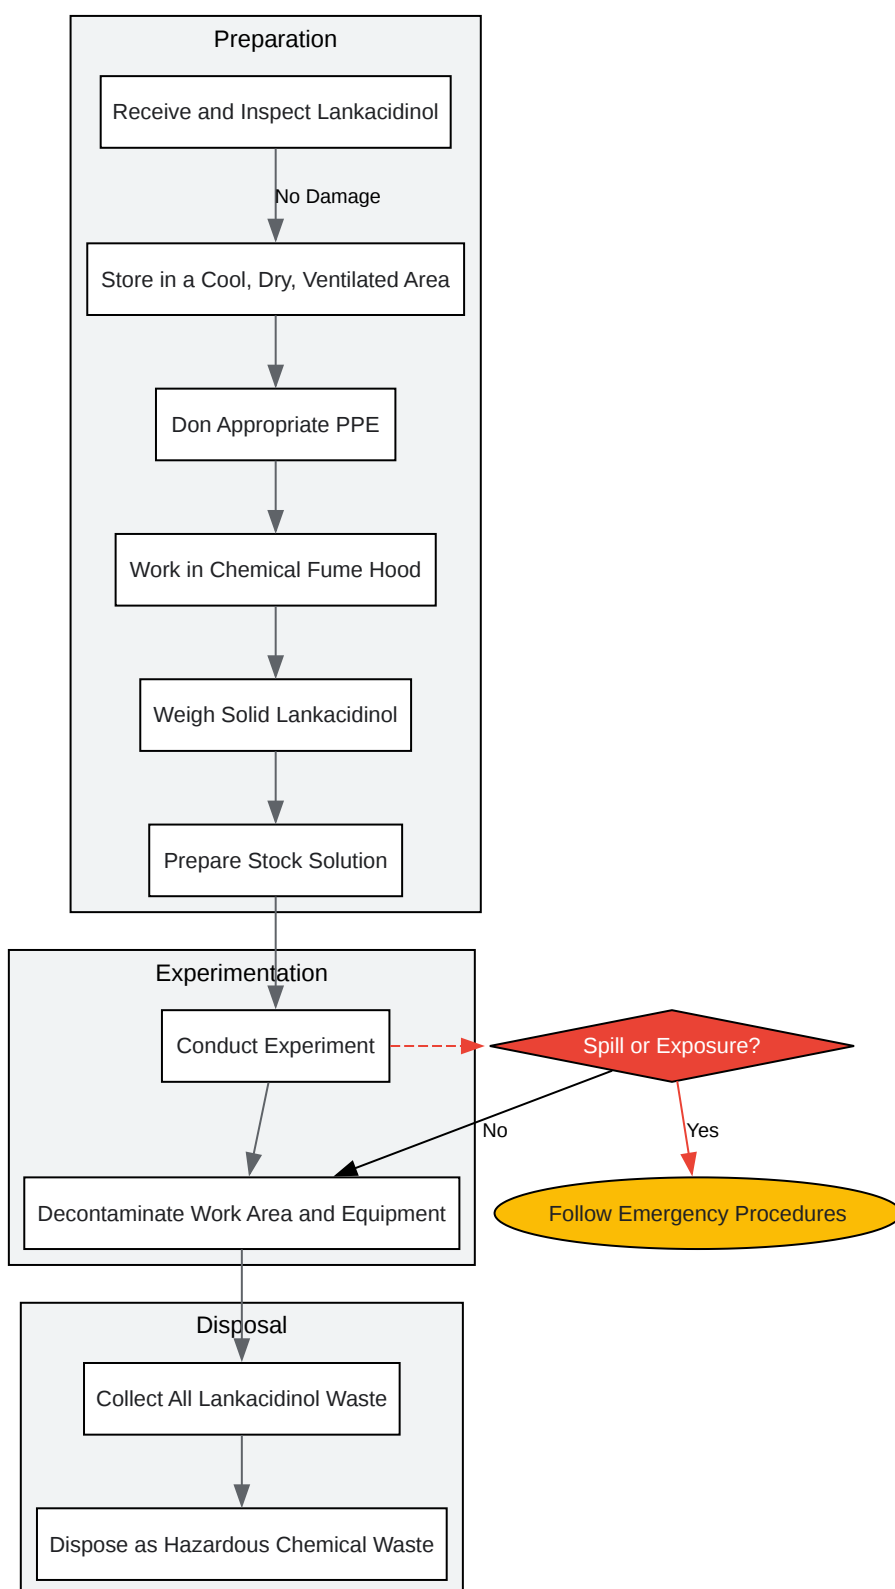 Preparation
Receive and Inspect Lankacidinol
No Damage
Store in a Cool, Dry, Ventilated Area
Don Appropriate PPE
Work in Chemical Fume Hood
Weigh Solid Lankacidinol
Prepare Stock Solution
Experimentation
Conduct Experiment
Spill or Exposure?
No
Yes
Decontaminate Work Area and Equipment
Follow Emergency Procedures
Disposal
Collect All Lankacidinol Waste
Dispose as Hazardous Chemical Waste